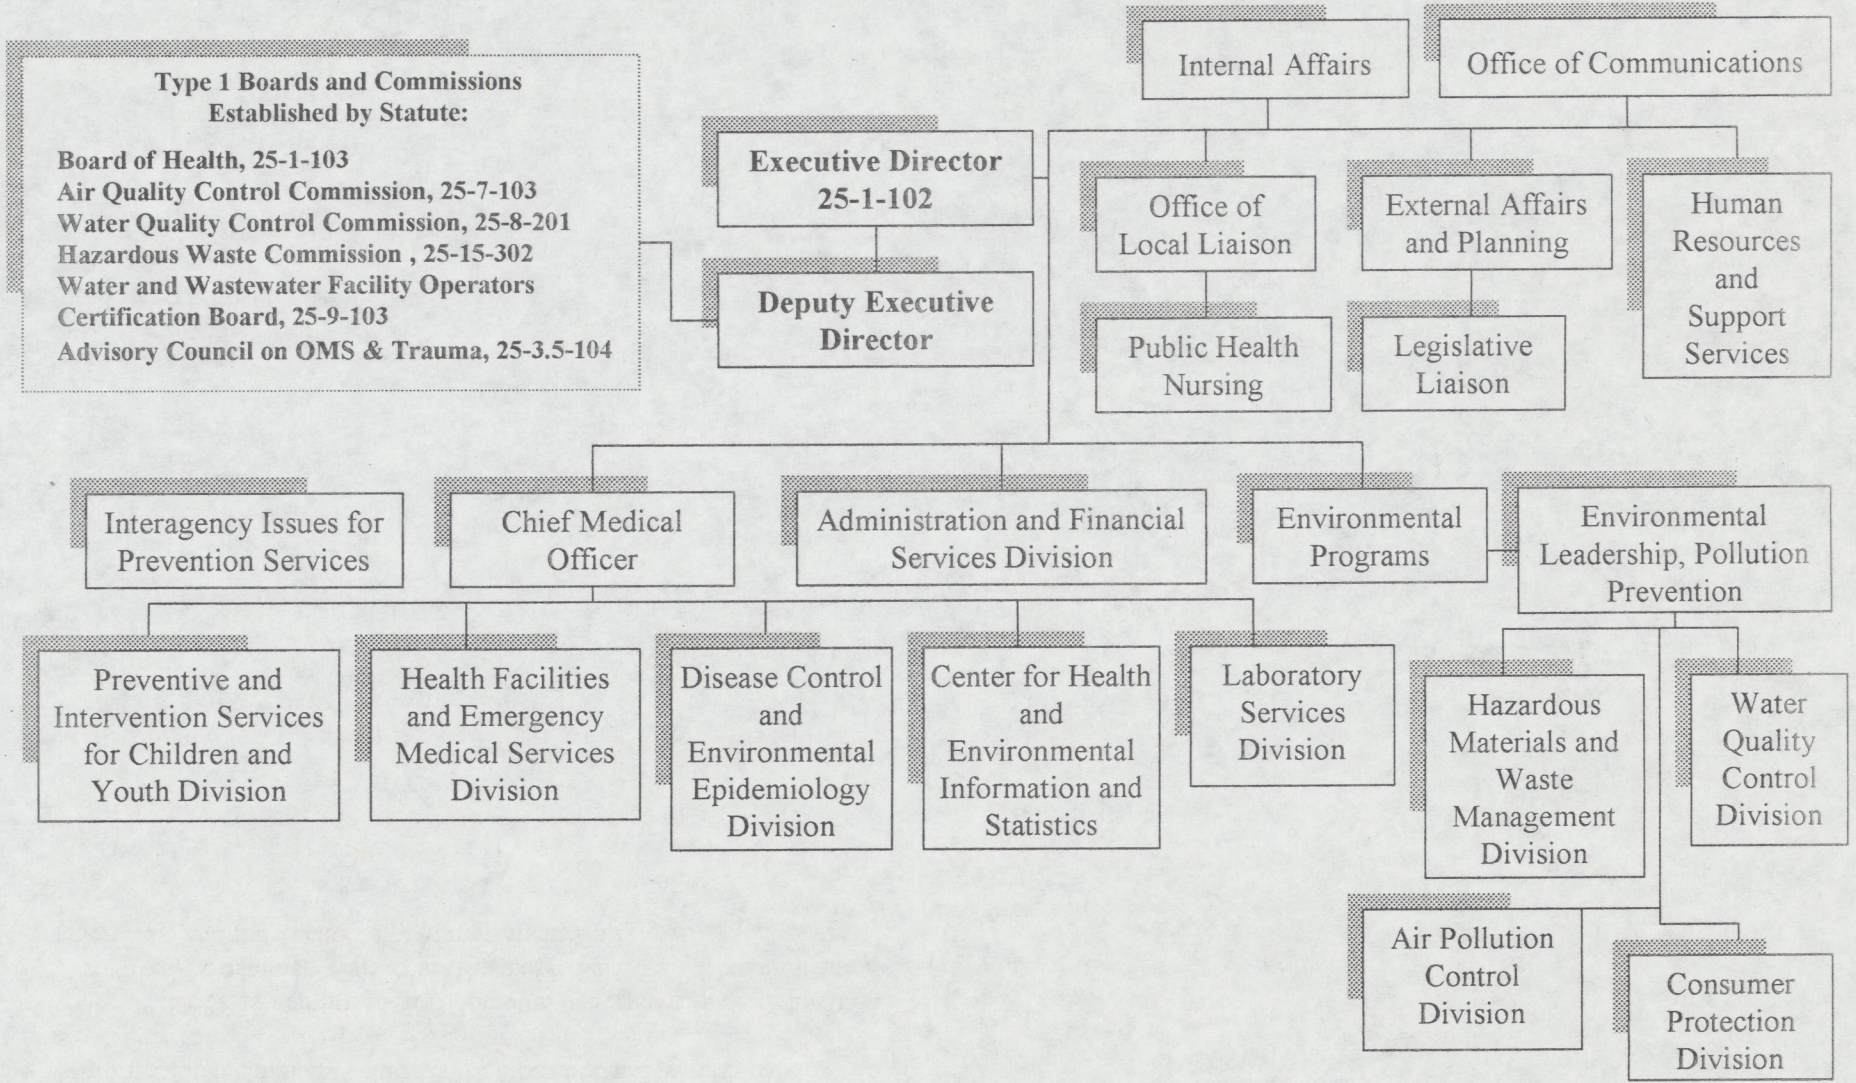 Type 1 Boards and Commissions
Established by Statute:
Board of Health, 25-1-103
Air Quality Control Commission, 25-7-103
Water Quality Control Commission, 25-8-201
Hazardous Waste Commission , 25-15-302
Water and Wastewater Facility Operators
Certification Board, 25-9-103
Advisory Council on OMS & Trauma, 25-3.5-104
Executive Director
25-1-102
Deputy Executive
Director
Internal Affairs
Office of Communications
Office of
Local Liaison
External Affairs
and Planning
Human
Resources
and
Support
Services
Public Health
Nursing
Legislative
Liaison
Interagency Issues for
Prevention Services
Chief Medical
Officer
Administration and Financial
Services Division
Environmental
Programs
Environmental
Leadership, Pollution
Prevention
Preventive and
Intervention Services
for Children and
Youth Division
Health Facilities
and Emergency
Medical Services
Division
Disease Control
and
Environmental
Epidemiology
Division
Center for Health
and
Environmental
Information and
Statistics
Laboratory
Services
Division
Hazardous
Materials and
Waste
Management
Division
Water
Quality
Control
Division
Air Pollution
Control
Division
Consumer
Protection
Division